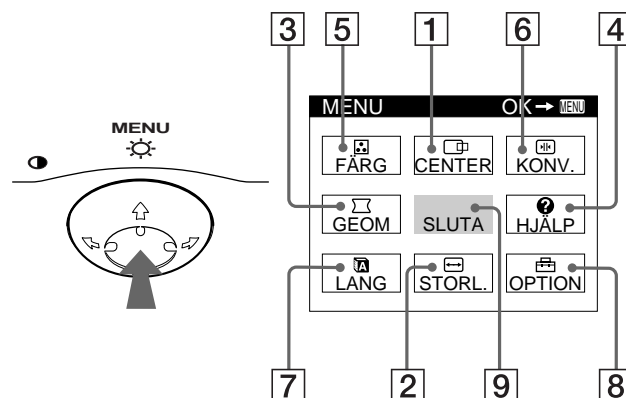 3 5 1 6 4
MENU OK → MENU
MENU
FÄRG CENTER KONV.
GEOM SLUTA HJÄLP
LANG STORL. OPTION
7 2 9 8